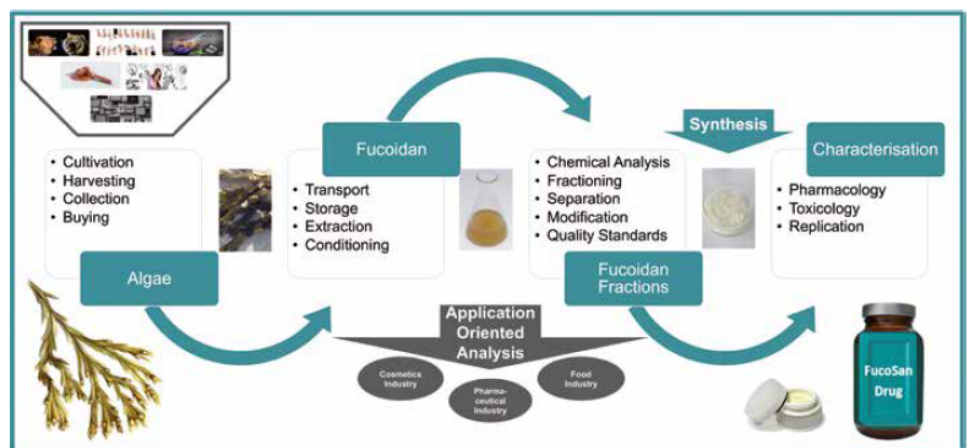 Cultivation
Harvesting
Collection
Buying
Algae
Fucoidan
Transport
Storage
Extraction
Conditioning
Chemical Analysis
Fractioning
Separation
Modification
Quality Standards
Fucoidan
Fractions
Synthesis
Characterisation
Pharmacology
Toxicology
Replication
Application
Oriented
Analysis
Cosmetics
Industry
Pharma-
ceutical
Industry
Food
Industry
FucoSan
Drug